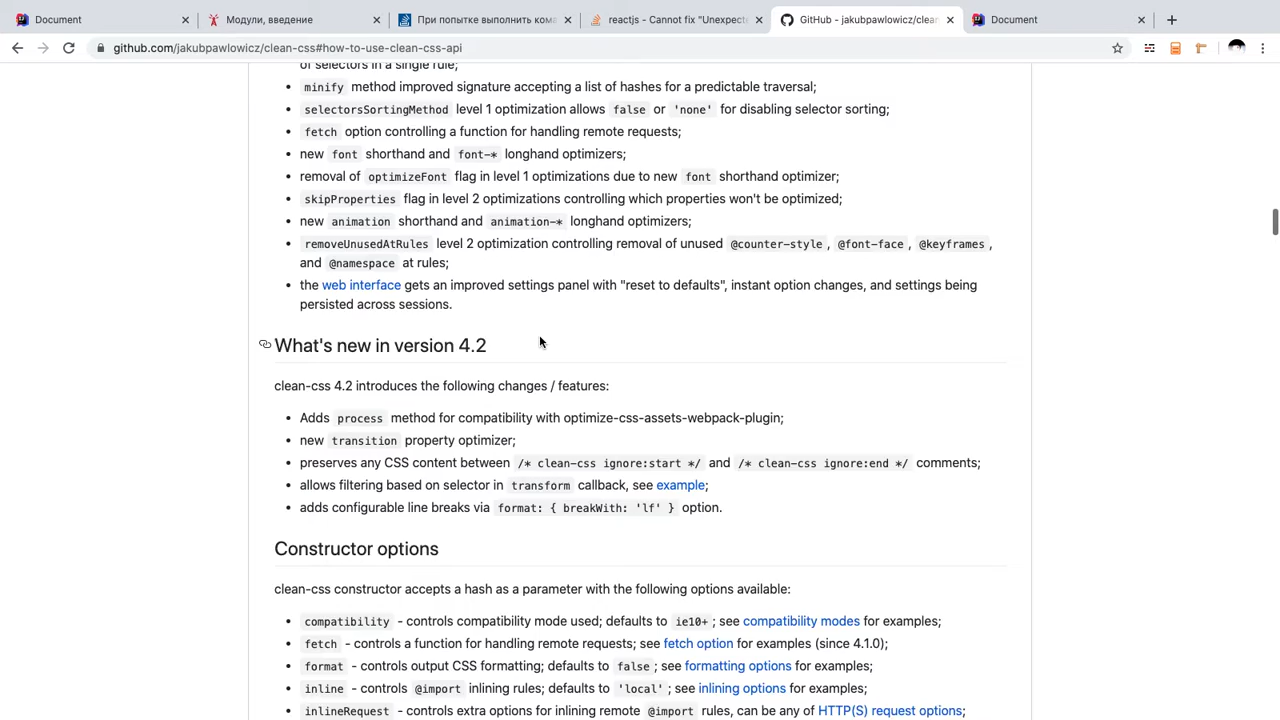 Document
Модули, введение
При попытке выполнить ком
reactjs - Cannot fix "Unexpecte
GitHub - jakubpawlowicz/clean-
Document
github.com/jakubpawlowicz/clean-css#how-to-use-clean-css-api
of selectors in a single rule;
minify method improved signature accepting a list of hashes for a predictable traversal;
selectorsSortingMethod level 1 optimization allows false or 'none' for disabling selector sorting;
fetch option controlling a function for handling remote requests;
new font shorthand and font-* longhand optimizers;
removal of optimizeFont flag in level 1 optimizations due to new font shorthand optimizer;
skipProperties flag in level 2 optimizations controlling which properties won't be optimized;
new animation shorthand and animation-* longhand optimizers;
removeUnusedAtRules level 2 optimization controlling removal of unused @counter-style, @font-face, @keyframes,
and @namespace at rules;
the web interface gets an improved settings panel with "reset to defaults", instant option changes, and settings being
persisted across sessions.
What's new in version 4.2
clean-css 4.2 introduces the following changes / features:
Adds process method for compatibility with optimize-css-assets-webpack-plugin;
new transition property optimizer;
preserves any CSS content between /* clean-css ignore:start */ and /* clean-css ignore:end */ comments;
allows filtering based on selector in transform callback, see example;
adds configurable line breaks via format: { breakWith: 'lf' } option.
Constructor options
clean-css constructor accepts a hash as a parameter with the following options available:
compatibility - controls compatibility mode used; defaults to ie10+; see compatibility modes for examples;
fetch - controls a function for handling remote requests; see fetch option for examples (since 4.1.0);
format - controls output CSS formatting; defaults to false; see formatting options for examples;
inline - controls @import inlining rules; defaults to 'local'; see inlining options for examples;
inlineRequest - controls extra options for inlining remote @import rules, can be any of HTTP(S) request options;